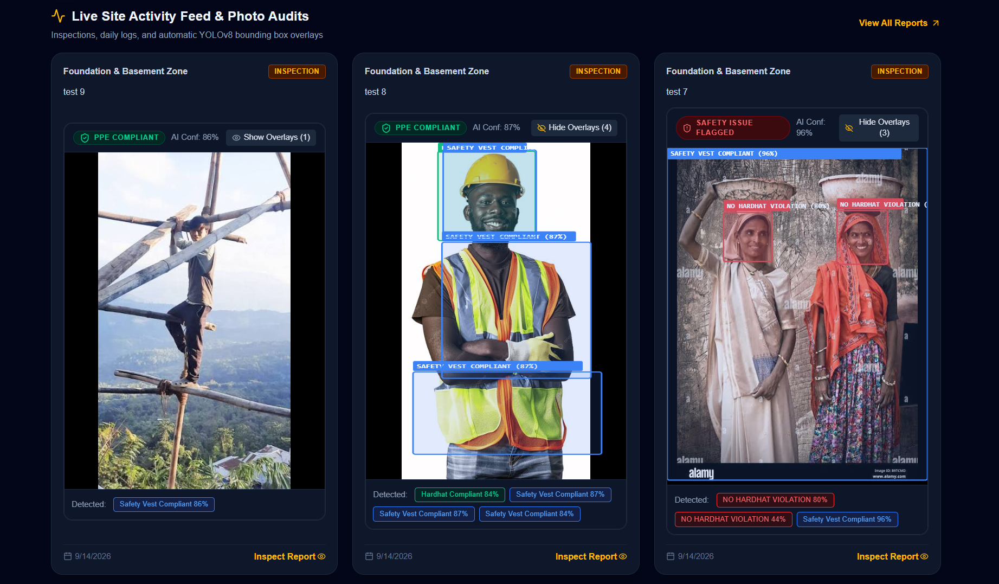 Live Site Activity Feed & Photo Audits
Inspections, daily logs, and automatic YOLOv8 bounding box overlays
View All Reports
Foundation & Basement Zone
INSPECTION
test 9
PPE COMPLIANT
AI Conf: 86%
Show Overlays (1)
Detected:
Safety Vest Compliant 86%
9/14/2026
Inspect Report
Foundation & Basement Zone
INSPECTION
test 8
PPE COMPLIANT
AI Conf: 87%
Hide Overlays (4)
SAFETY VEST COMPLI
SAFETY VEST COMPLIANT (87%)
SAFETY VEST COMPLIANT (87%)
Detected:
Hardhat Compliant 84%
Safety Vest Compliant 87%
Safety Vest Compliant 87%
Safety Vest Compliant 84%
9/14/2026
Inspect Report
Foundation & Basement Zone
INSPECTION
test 7
SAFETY ISSUE
FLAGGED
AI Conf:
96%
Hide Overlays
(3)
SAFETY VEST COMPLIANT (96%)
alamy
NO HARDHAT VIOLATION (80%)
NO HARDHAT VIOLATION (
alamy
alamy
alamy
alamy
alamy
alamy
alamy
Image ID: B9TCMD
www.alamy.com
Detected:
NO HARDHAT VIOLATION 80%
NO HARDHAT VIOLATION 44%
Safety Vest Compliant 96%
9/14/2026
Inspect Report